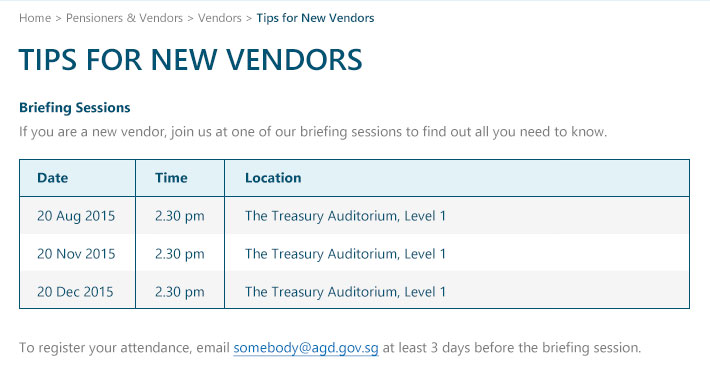 Home > Pensioners & Vendors > Vendors > Tips for New Vendors
TIPS FOR NEW VENDORS
Briefing Sessions
If you are a new vendor, join us at one of our briefing sessions to find out all you need to know.
Date Time Location
20 Aug 2015 2.30 pm The Treasury Auditorium, Level 1
20 Nov 2015 2.30 pm The Treasury Auditorium, Level 1
20 Dec 2015 2.30 pm The Treasury Auditorium, Level 1
To register your attendance, email somebody@agd.gov.sg at least 3 days before the briefing session.